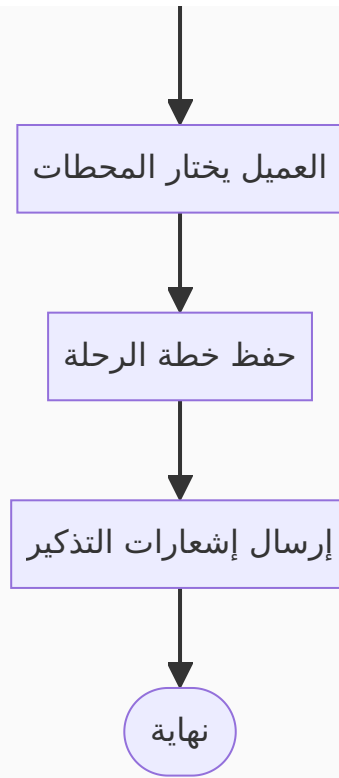 العميل يختار المحطات
حفظ خطة الرحلة
إرسال إشعارات التذكير
نهاية